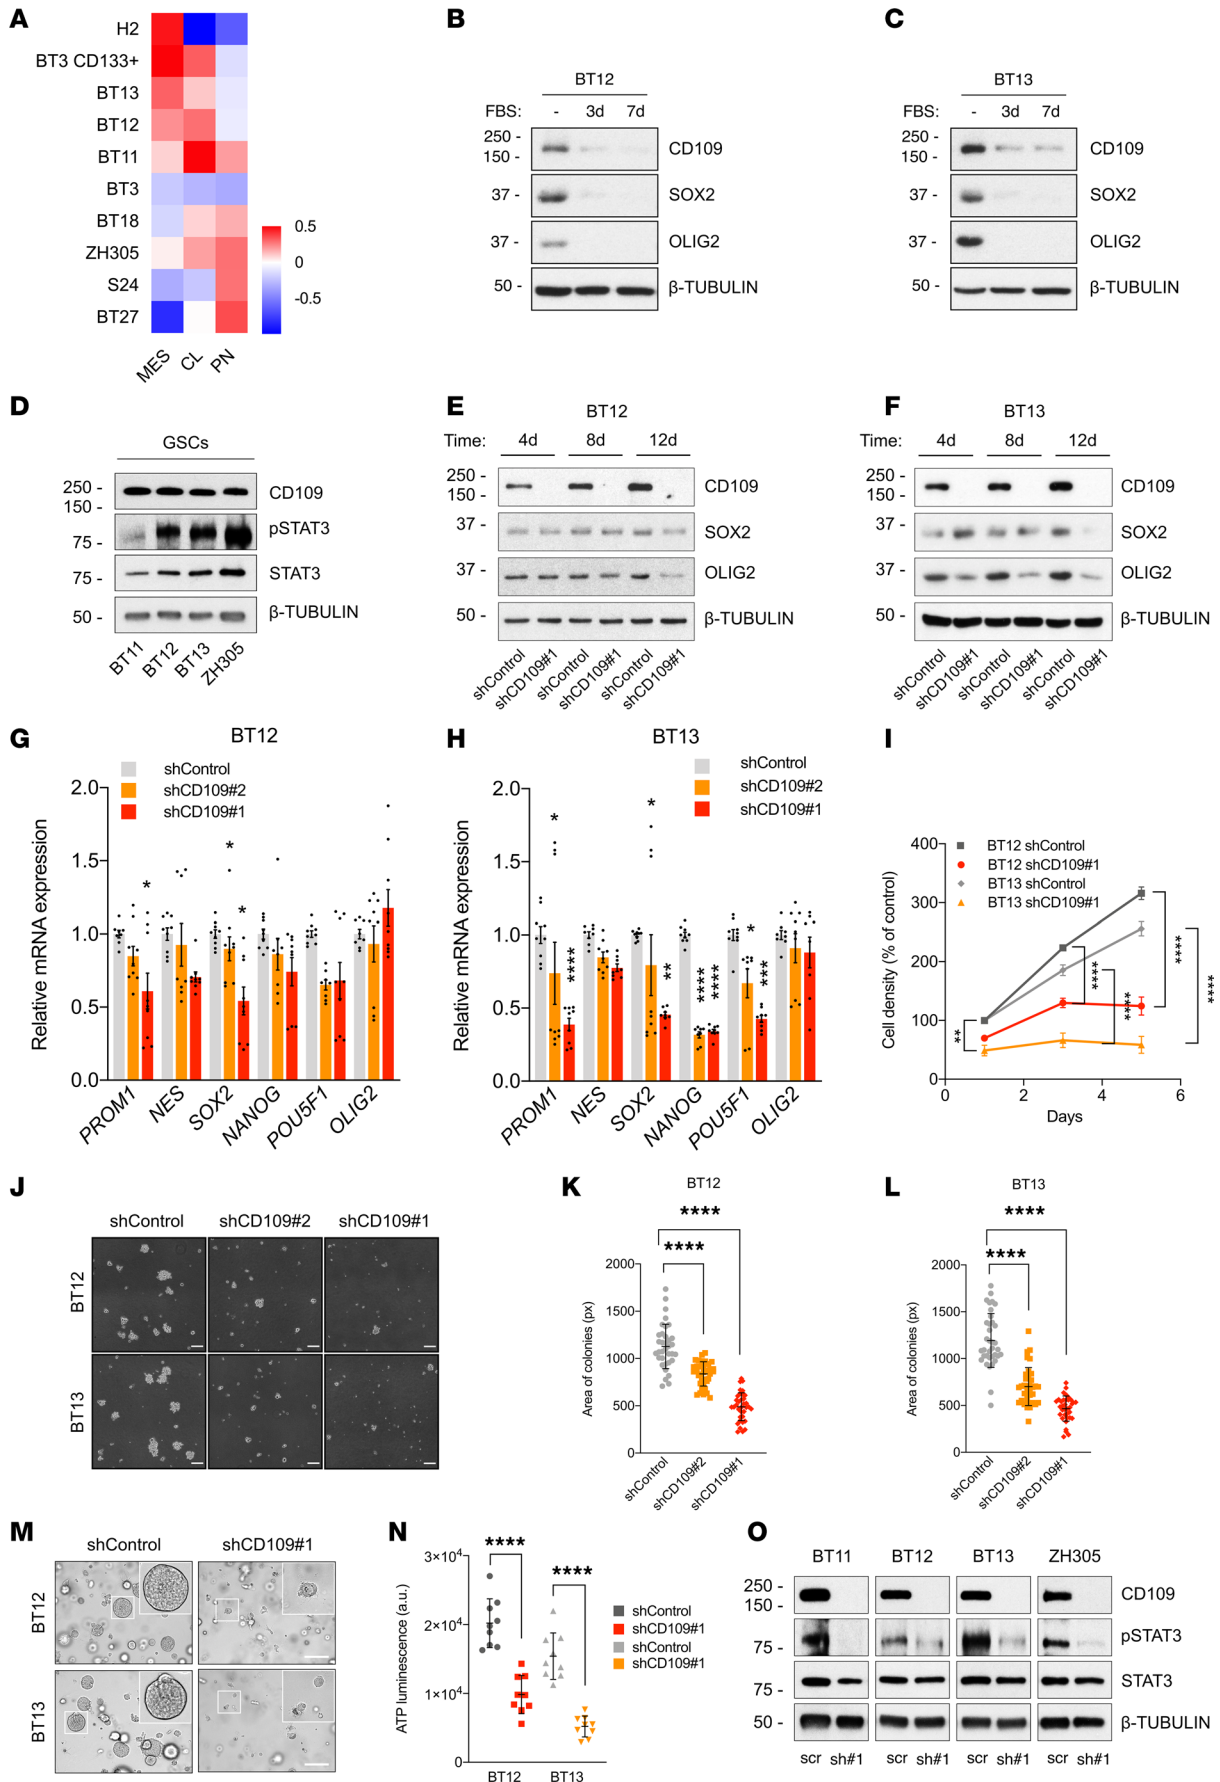 A
H2
BT3 CD133+
BT13
BT12
BT11
BT3
BT18
ZH305
S24
BT27
MES CL PN
0.5
0
-0.5
B
BT12
FBS: - 3d 7d
250 -
150 -
CD109
37 -
SOX2
37 -
OLIG2
50 -
β-TUBULIN
C
BT13
FBS: - 3d 7d
250 -
150 -
CD109
37 -
SOX2
37 -
OLIG2
50 -
β-TUBULIN
D
GSCs
250 -
150 -
CD109
75 -
pSTAT3
75 -
STAT3
50 -
β-TUBULIN
BT11 BT12 BT13 ZH305
E
BT12
Time: 4d 8d 12d
250 -
150 -
CD109
37 -
SOX2
37 -
OLIG2
50 -
β-TUBULIN
shControl shCD109#1 shControl shCD109#1 shControl shCD109#1
F
BT13
Time: 4d 8d 12d
250 -
150 -
CD109
37 -
SOX2
37 -
OLIG2
50 -
β-TUBULIN
shControl shCD109#1 shControl shCD109#1 shControl shCD109#1
G
BT12
shControl
shCD109#2
shCD109#1
Relative mRNA expression
2.0
1.5
1.0
0.5
0.0
* * *
PROM1 NES SOX2 NANOG POU5F1 OLIG2
H
BT13
shControl
shCD109#2
shCD109#1
Relative mRNA expression
2.0
1.5
1.0
0.5
0.0
* **** * ** **** **** * ***
PROM1 NES SOX2 NANOG POU5F1 OLIG2
I
BT12 shControl
BT12 shCD109#1
BT13 shControl
BT13 shCD109#1
Cell density (% of control)
400
300
200
100
0
** **** **** **** ****
0 2 4 6
Days
J
shControl shCD109#2 shCD109#1
BT12
BT13
K
BT12
****
****
Area of colonies (px)
2000
1500
1000
500
0
shControl shCD109#2 shCD109#1
L
BT13
****
****
Area of colonies (px)
2000
1500
1000
500
0
shControl shCD109#2 shCD109#1
M
shControl shCD109#1
BT12
BT13
N
****
****
ATP luminescence (a.u.)
3×10⁴
2×10⁴
1×10⁴
0
BT12 BT13
shControl
shCD109#1
shControl
shCD109#1
O
BT11 BT12 BT13 ZH305
250 -
150 -
CD109
75 -
pSTAT3
75 -
STAT3
50 -
β-TUBULIN
scr sh#1 scr sh#1 scr sh#1 scr sh#1